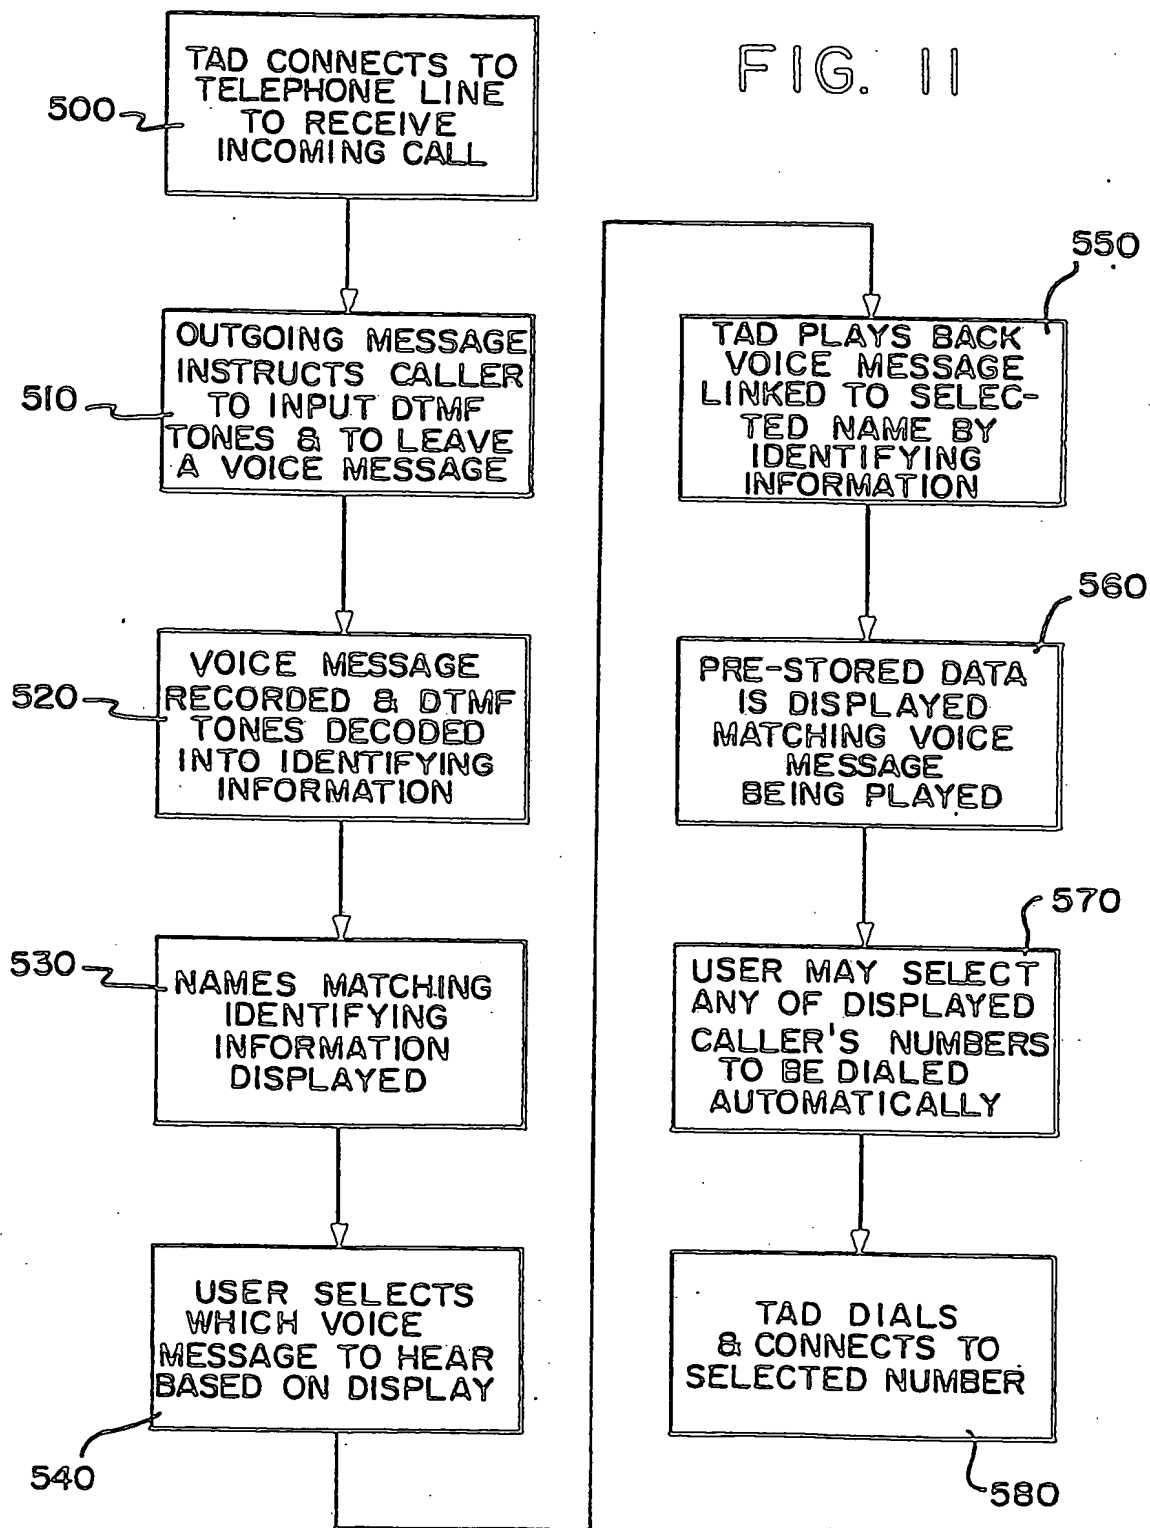 FIG. 11
500
TAD CONNECTS TO
TELEPHONE LINE
TO RECEIVE
INCOMING CALL
510
OUTGOING MESSAGE
INSTRUCTS CALLER
TO INPUT DTMF
TONES & TO LEAVE
A VOICE MESSAGE
520
VOICE MESSAGE
RECORDED & DTMF
TONES DECODED
INTO IDENTIFYING
INFORMATION
530
NAMES MATCHING
IDENTIFYING
INFORMATION
DISPLAYED
USER SELECTS
WHICH VOICE
MESSAGE TO HEAR
BASED ON DISPLAY
540
550
TAD PLAYS BACK
VOICE MESSAGE
LINKED TO SELEC-
TED NAME BY
IDENTIFYING
INFORMATION
560
PRE-STORED DATA
IS DISPLAYED
MATCHING VOICE
MESSAGE
BEING PLAYED
570
USER MAY SELECT
ANY OF DISPLAYED
CALLER'S NUMBERS
TO BE DIALED
AUTOMATICALLY
TAD DIALS
& CONNECTS TO
SELECTED NUMBER
580